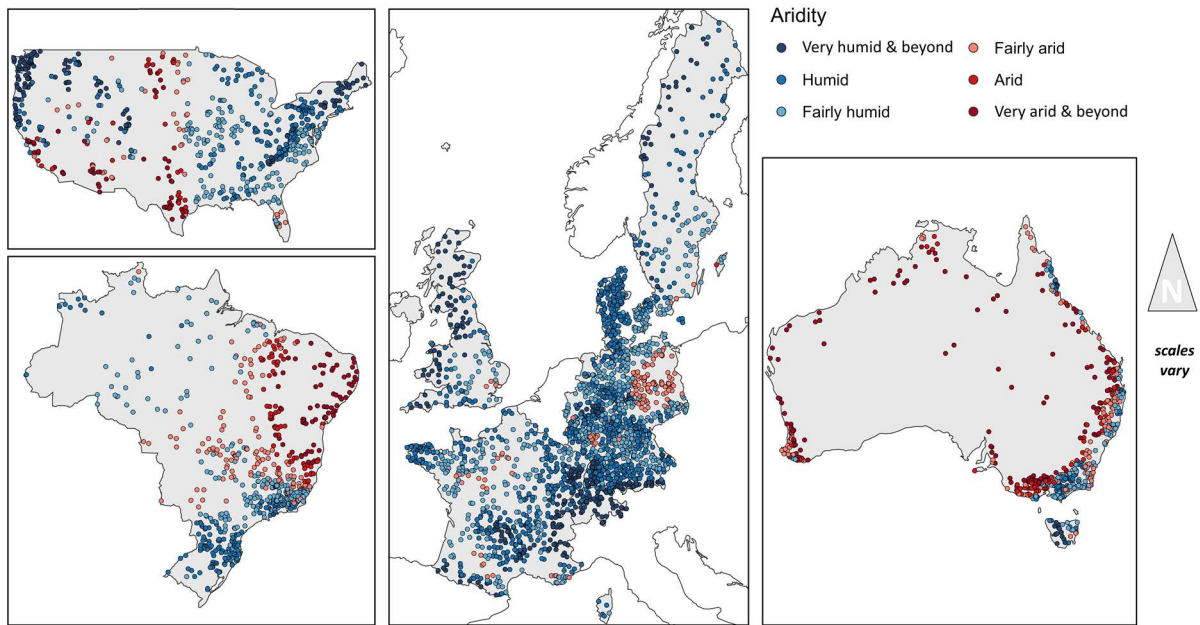 Aridity
Very humid & beyond
Fairly arid
Humid
Arid
Fairly humid
Very arid & beyond
N
scales
vary